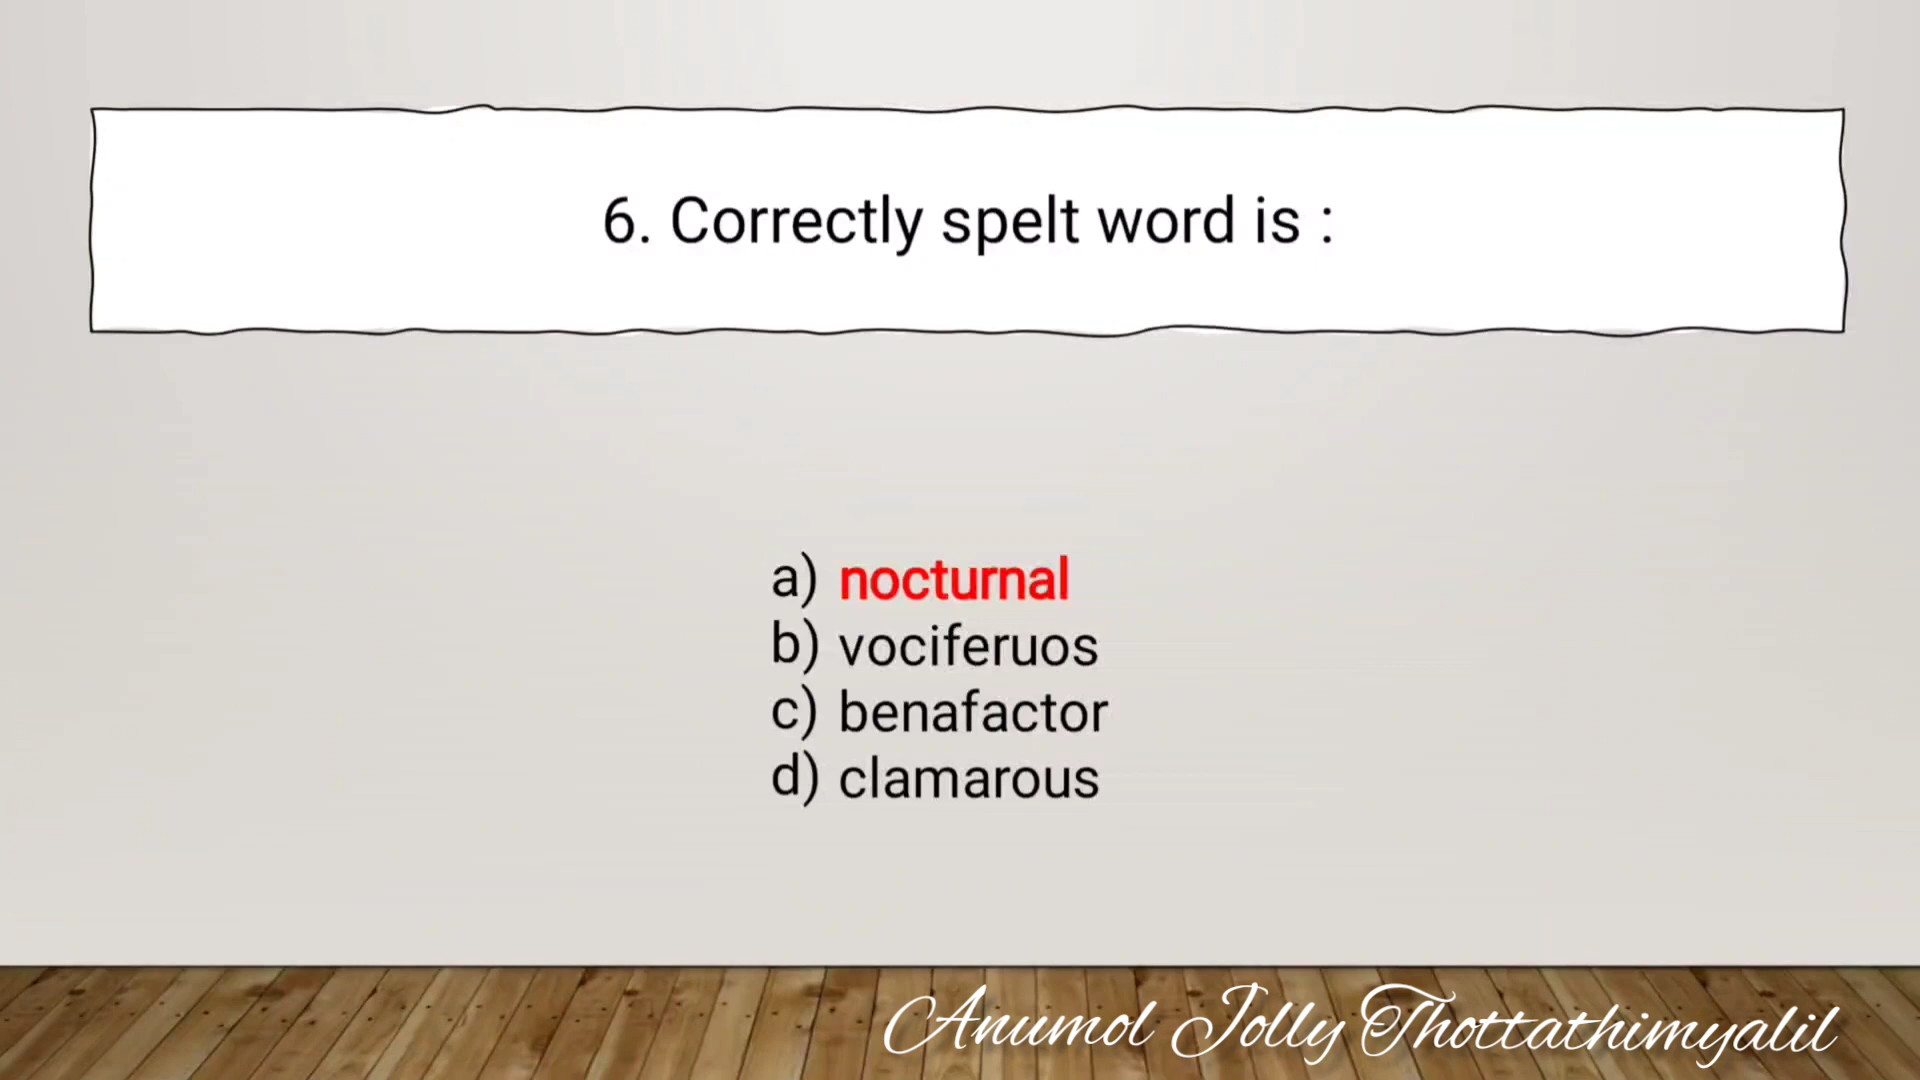 6. Correctly spelt word is :
a) nocturnal
b) vociferuos
c) benafactor
d) clamarous
Anumol Jolly Thottathimyalil